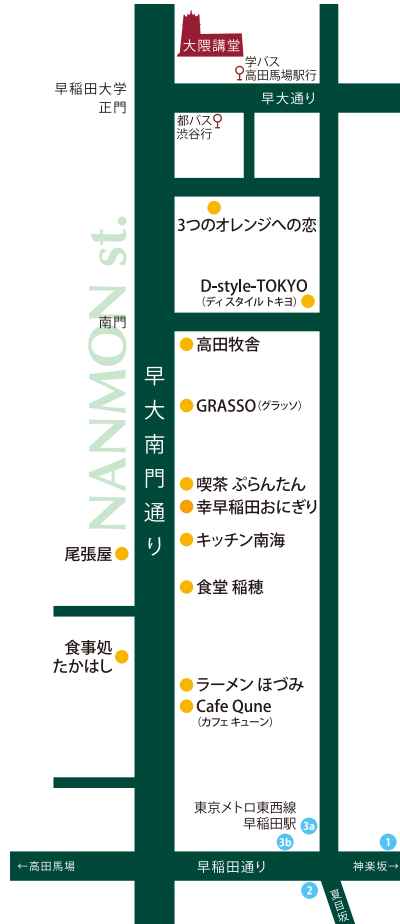 大隈講堂
学バス
高田馬場駅行
早稲田大学
正門
早大通り
都バス
渋谷行
3つのオレンジへの恋
D-style-TOKYO
(ディスタイルトキヨ)
南門
NANMON st.
高田牧舎
早大南門通り
GRASSO(グラッソ)
喫茶 ぷらんたん
幸早稲田おにぎり
キッチン南海
尾張屋
食堂 稲穂
食事処
たかはし
ラーメン ほづみ
Cafe Qune
(カフェ キューン)
東京メトロ東西線
早稲田駅
3a
3b
1
←高田馬場
早稲田通り
神楽坂→
2
夏目坂